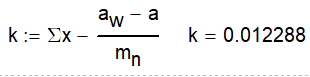 k := Σx − (a_w − a) / m_n    k = 0.012288